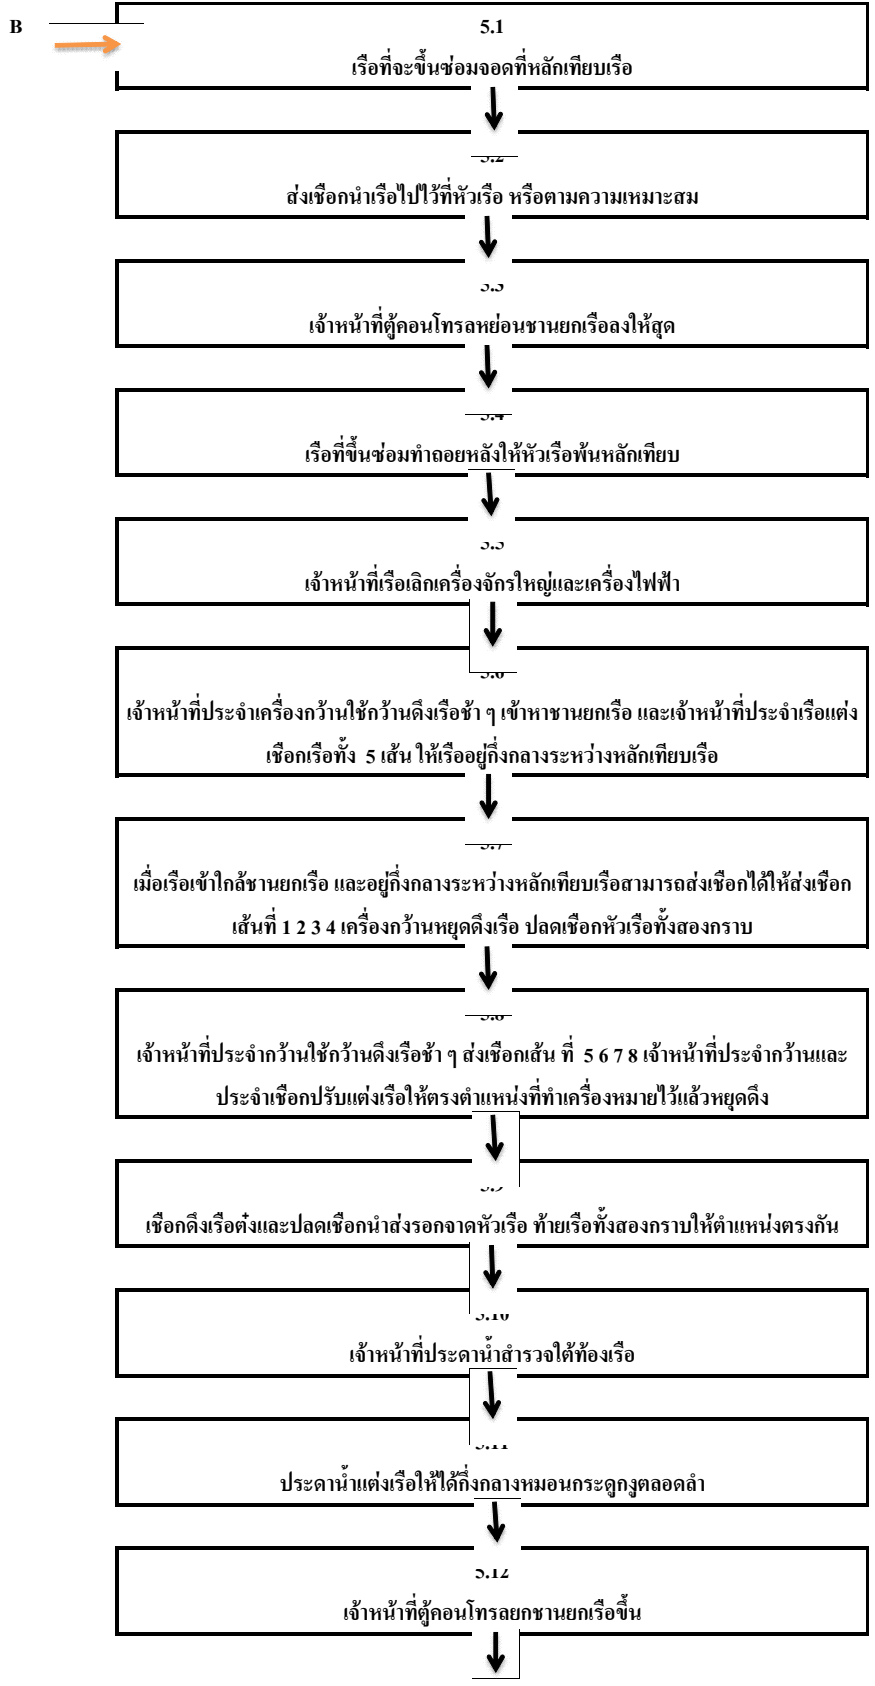 B
5.1
เรือที่จะขึ้นซ่อมจอดที่หลักเทียบเรือ
5.2
ส่งเชือกนำเรือไปไว้ที่หัวเรือ หรือตามความเหมาะสม
5.3
เจ้าหน้าที่ตู้คอนโทรลหย่อนชานยกเรือลงให้สุด
5.4
เรือที่ขึ้นซ่อมทำถอยหลังให้หัวเรือพ้นหลักเทียบ
5.5
เจ้าหน้าที่เรือเลิกเครื่องจักรใหญ่และเครื่องไฟฟ้า
5.6
เจ้าหน้าที่ประจำเครื่องกว้านใช้กว้านดึงเรือช้า ๆ เข้าหาชานยกเรือ และเจ้าหน้าที่ประจำเรือแต่ง
เชือกเรือทั้ง 5 เส้น ให้เรืออยู่กึ่งกลางระหว่างหลักเทียบเรือ
5.7
เมื่อเรือเข้าใกล้ชานยกเรือ และอยู่กึ่งกลางระหว่างหลักเทียบเรือสามารถส่งเชือกได้ให้ส่งเชือก
เส้นที่ 1 2 3 4 เครื่องกว้านหยุดดึงเรือ ปลดเชือกหัวเรือทั้งสองกราบ
5.8
เจ้าหน้าที่ประจำกว้านใช้กว้านดึงเรือช้า ๆ ส่งเชือกเส้น ที่ 5 6 7 8 เจ้าหน้าที่ประจำกว้านและ
ประจำเชือกปรับแต่งเรือให้ตรงตำแหน่งที่ทำเครื่องหมายไว้แล้วหยุดดึง
5.9
เชือกดึงเรือตึ๋งและปลดเชือกนำส่งรอกจาดหัวเรือ ท้ายเรือทั้งสองกราบให้ตำแหน่งตรงกัน
5.10
เจ้าหน้าที่ประดาน้ำสำรวจใต้ท้องเรือ
5.11
ประดาน้ำแต่งเรือให้ได้กึ่งกลางหมอนกระดูกงูตลอดลำ
5.12
เจ้าหน้าที่ตู้คอนโทรลยกชานยกเรือขึ้น